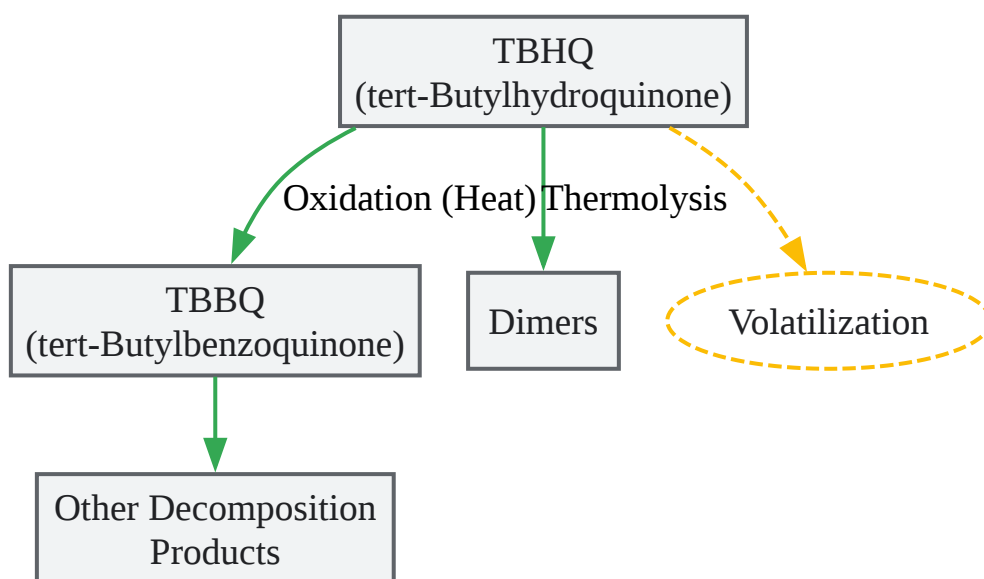 TBHQ
(tert-Butylhydroquinone)
Oxidation (Heat)
Thermolysis
TBBQ
(tert-Butylbenzoquinone)
Dimers
Volatilization
Other Decomposition
Products